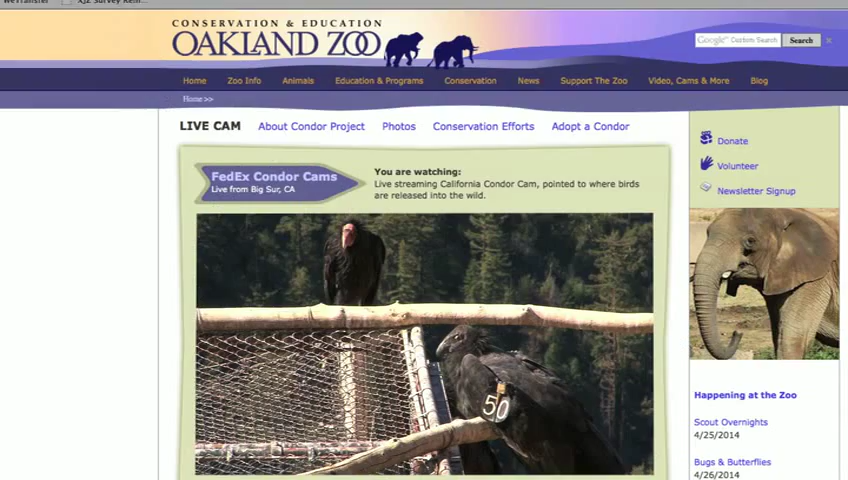 CONSERVATION & EDUCATION
OAKLAND ZOO
Google™ Custom Search
Search
×
Home
Zoo Info
Animals
Education & Programs
Conservation
News
Support The Zoo
Video, Cams & More
Blog
Home >>
LIVE CAM
About Condor Project
Photos
Conservation Efforts
Adopt a Condor
FedEx Condor Cams
Live from Big Sur, CA
You are watching:
Live streaming California Condor Cam, pointed to where birds
are released into the wild.
50
Donate
Volunteer
Newsletter Signup
Happening at the Zoo
Scout Overnights
4/25/2014
Bugs & Butterflies
4/26/2014